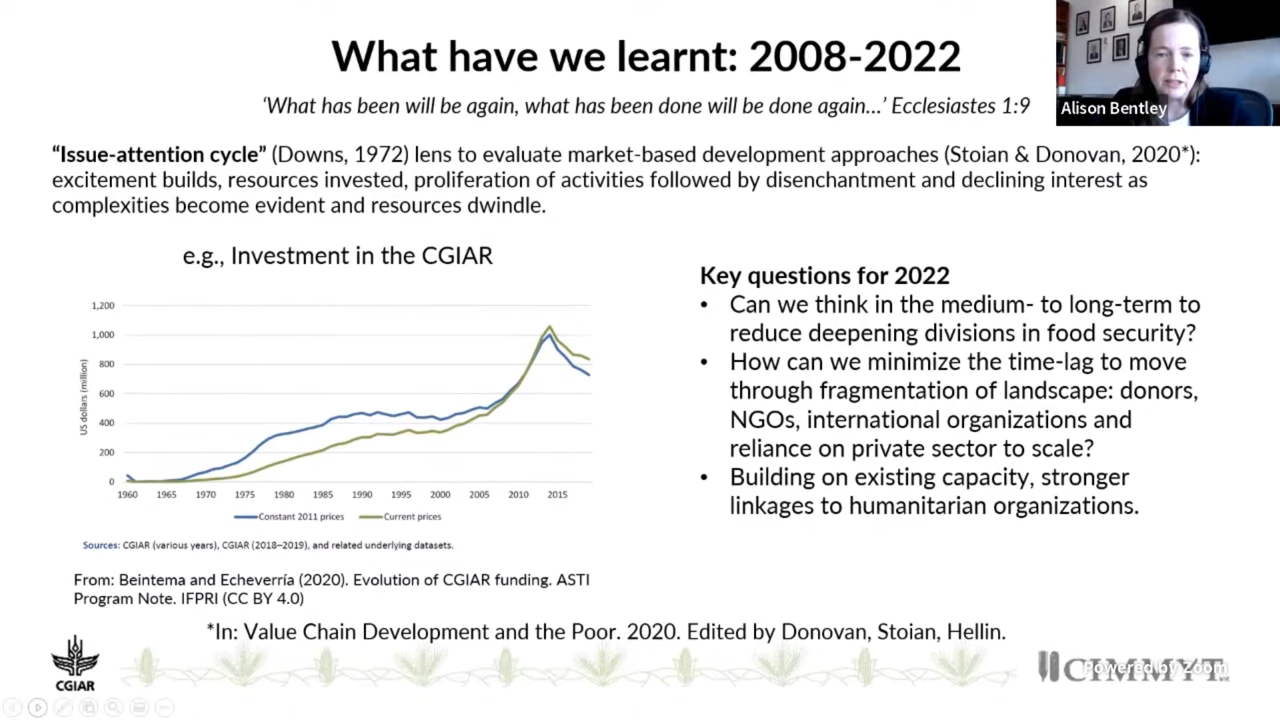 What have we learnt: 2008-2022
‘What has been will be again, what has been done will be done again…’ Ecclesiastes 1:9
Alison Bentley
“Issue-attention cycle” (Downs, 1972) lens to evaluate market-based development approaches (Stoian & Donovan, 2020*):
excitement builds, resources invested, proliferation of activities followed by disenchantment and declining interest as
complexities become evident and resources dwindle.
e.g., Investment in the CGIAR
1,200
1,000
800
600
400
200
0
US dollars (million)
1960 1965 1970 1975 1980 1985 1990 1995 2000 2005 2010 2015
Constant 2011 prices Current prices
Sources: CGIAR (various years), CGIAR (2018–2019), and related underlying datasets.
From: Beintema and Echeverría (2020). Evolution of CGIAR funding. ASTI
Program Note. IFPRI (CC BY 4.0)
Key questions for 2022
• Can we think in the medium- to long-term to
reduce deepening divisions in food security?
• How can we minimize the time-lag to move
through fragmentation of landscape: donors,
NGOs, international organizations and
reliance on private sector to scale?
• Building on existing capacity, stronger
linkages to humanitarian organizations.
*In: Value Chain Development and the Poor. 2020. Edited by Donovan, Stoian, Hellin.
CGIAR
CIMMYT
Powered by Zoom